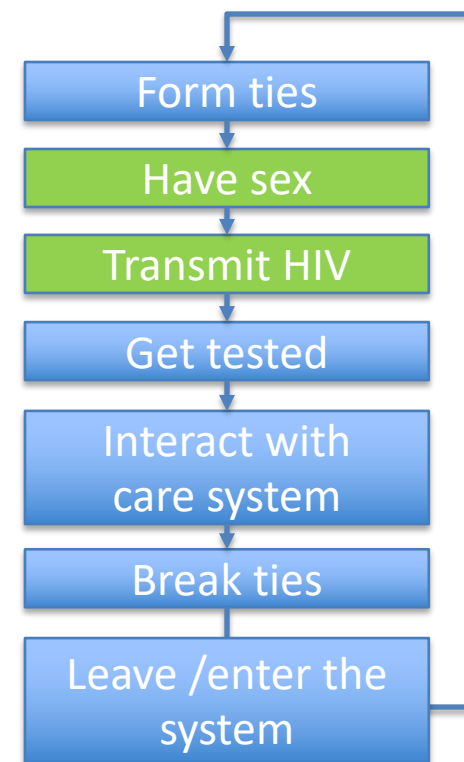 Form ties
Have sex
Transmit HIV
Get tested
Interact with
care system
Break ties
Leave /enter the
system